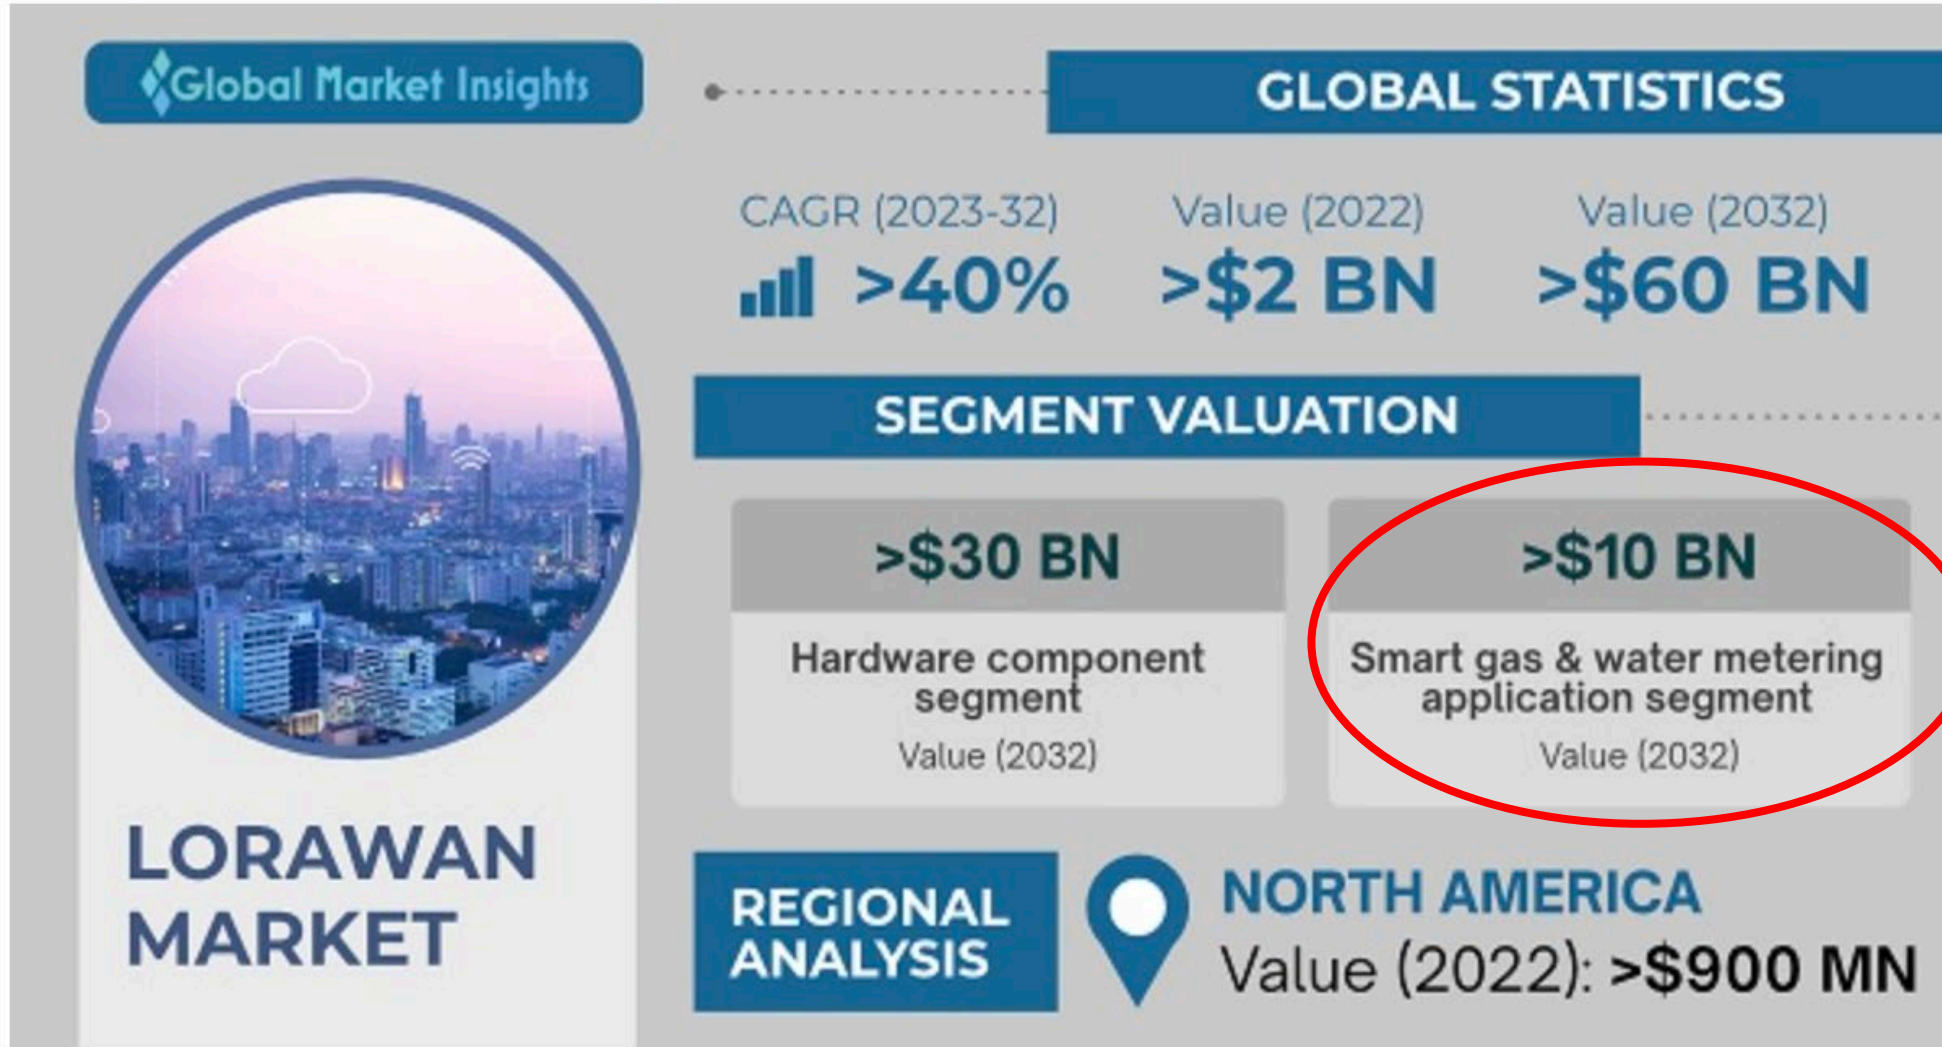 Global Market Insights
GLOBAL STATISTICS
CAGR (2023-32)
>40%
Value (2022)
>$2 BN
Value (2032)
>$60 BN
SEGMENT VALUATION
>$30 BN
Hardware component
segment
Value (2032)
>$10 BN
Smart gas & water metering
application segment
Value (2032)
LORAWAN
MARKET
REGIONAL
ANALYSIS
NORTH AMERICA
Value (2022): >$900 MN